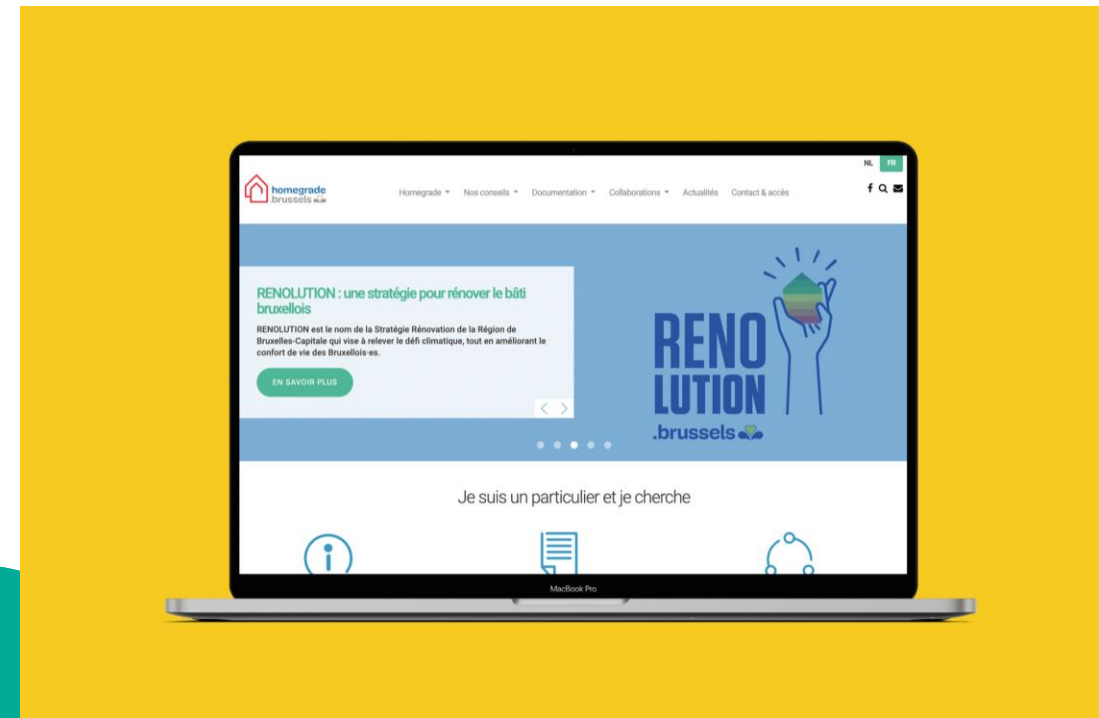 NL FR
homegrade
.brussels
Homegrade Nos conseils Documentation Collaborations Actualités Contact & accès
RENOLUTION : une stratégie pour rénover le bâti
bruxellois
RENOLUTION est le nom de la Stratégie Rénovation de la Région de
Bruxelles-Capitale qui vise à relever le défi climatique, tout en améliorant le
confort de vie des Bruxellois·es.
EN SAVOIR PLUS
RENO
LUTION
.brussels
Je suis un particulier et je cherche
MacBook Pro